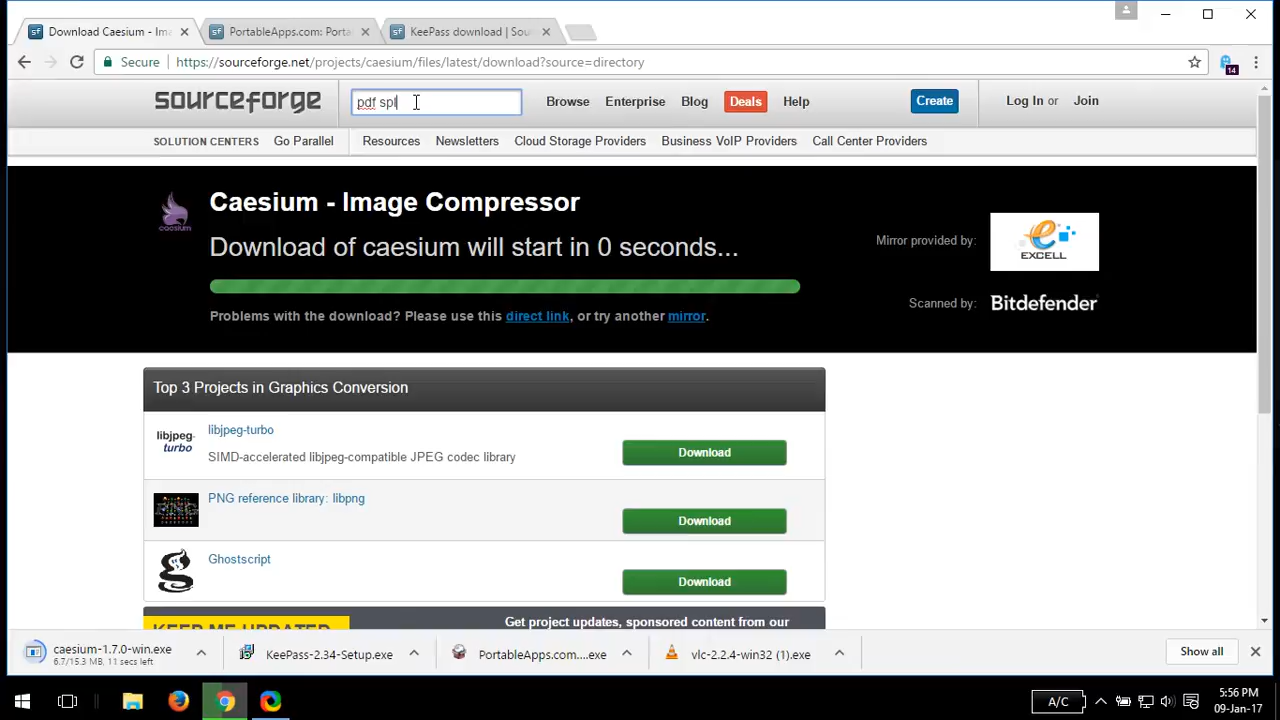 Download Caesium - Ima
PortableApps.com: Porta
KeePass download | Sou
Secure
https://sourceforge.net/projects/caesium/files/latest/download?source=directory
14
sourceforge
pdf spl
Browse
Enterprise
Blog
Deals
Help
Create
Log In or Join
SOLUTION CENTERS
Go Parallel
Resources
Newsletters
Cloud Storage Providers
Business VoIP Providers
Call Center Providers
caesium
Caesium - Image Compressor
Download of caesium will start in 0 seconds...
Problems with the download? Please use this direct link, or try another mirror.
Mirror provided by:
EXCELL
Scanned by:
Bitdefender
Top 3 Projects in Graphics Conversion
libjpeg-turbo
libjpeg-turbo
SIMD-accelerated libjpeg-compatible JPEG codec library
Download
PNG reference library: libpng
Download
Ghostscript
Download
KEEP ME UPDATED
Get project updates, sponsored content from our
caesium-1.7.0-win.exe
6.7/15.3 MB, 11 secs left
KeePass-2.34-Setup.exe
PortableApps.com....exe
vlc-2.2.4-win32 (1).exe
Show all
A/C
5:56 PM
09-Jan-17